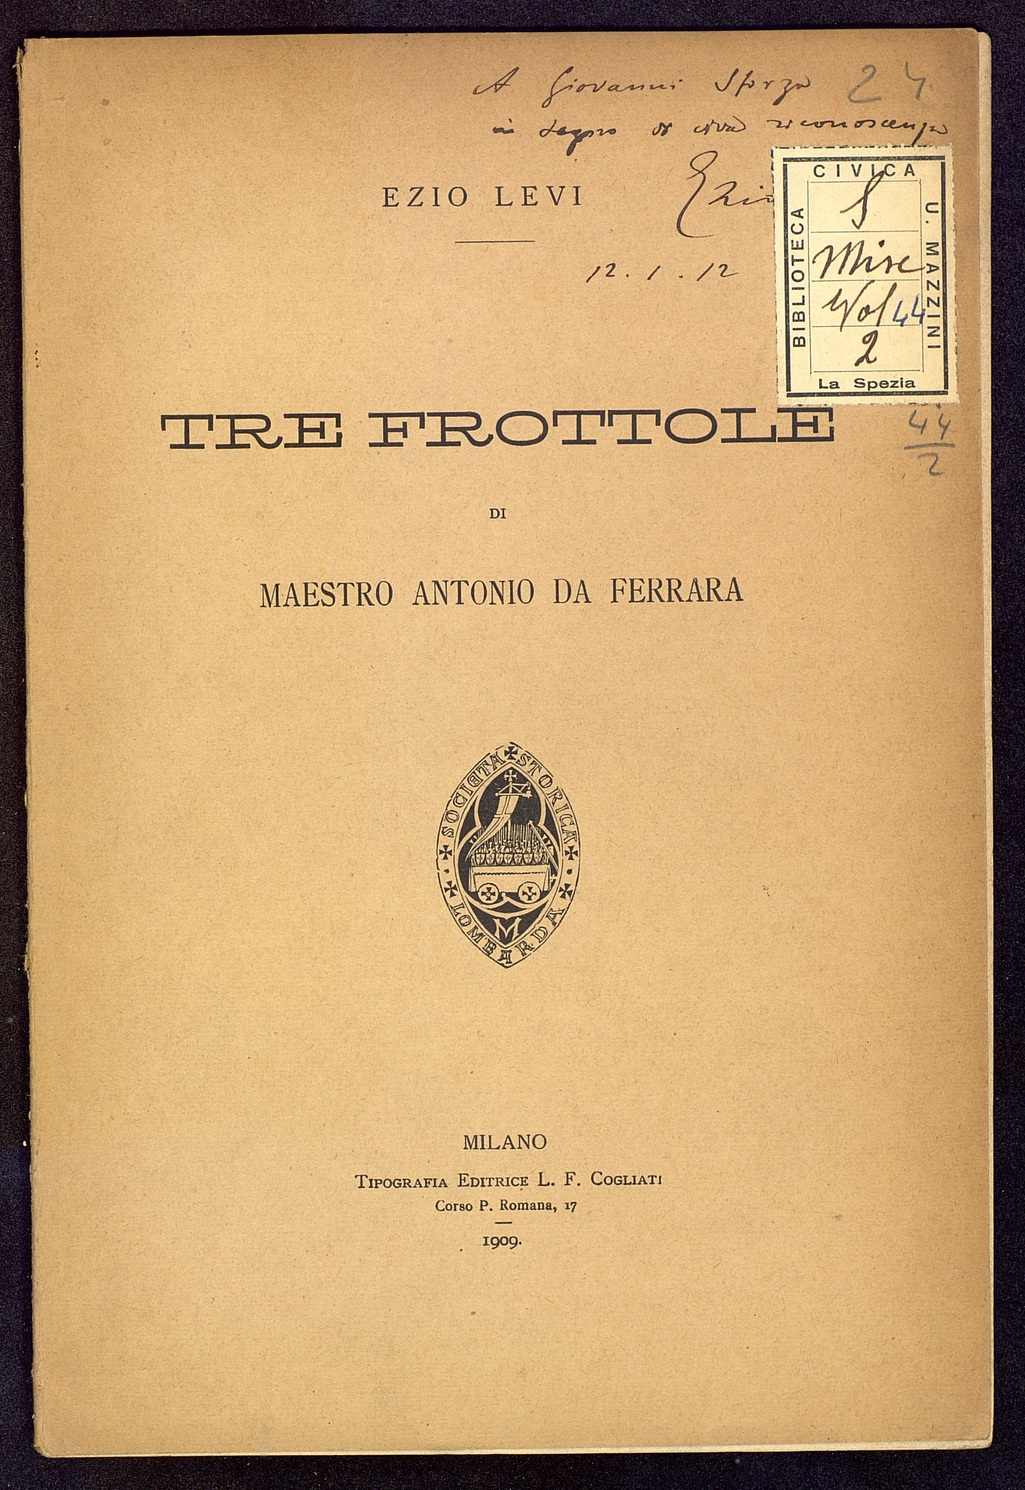 A Giovanni Sforza 24
in segno di viva riconoscenza
EZIO LEVI
Ezio
12. 1. 12
CIVICA
BIBLIOTECA
U. MAZZINI
S
Misc
Vol 44
2
La Spezia
44
2
TRE FROTTOLE
DI
MAESTRO ANTONIO DA FERRARA
SOCIETÀ STORICA
LOMBARDA
M
MILANO
TIPOGRAFIA EDITRICE L. F. COGLIATI
Corso P. Romana, 17
1909.